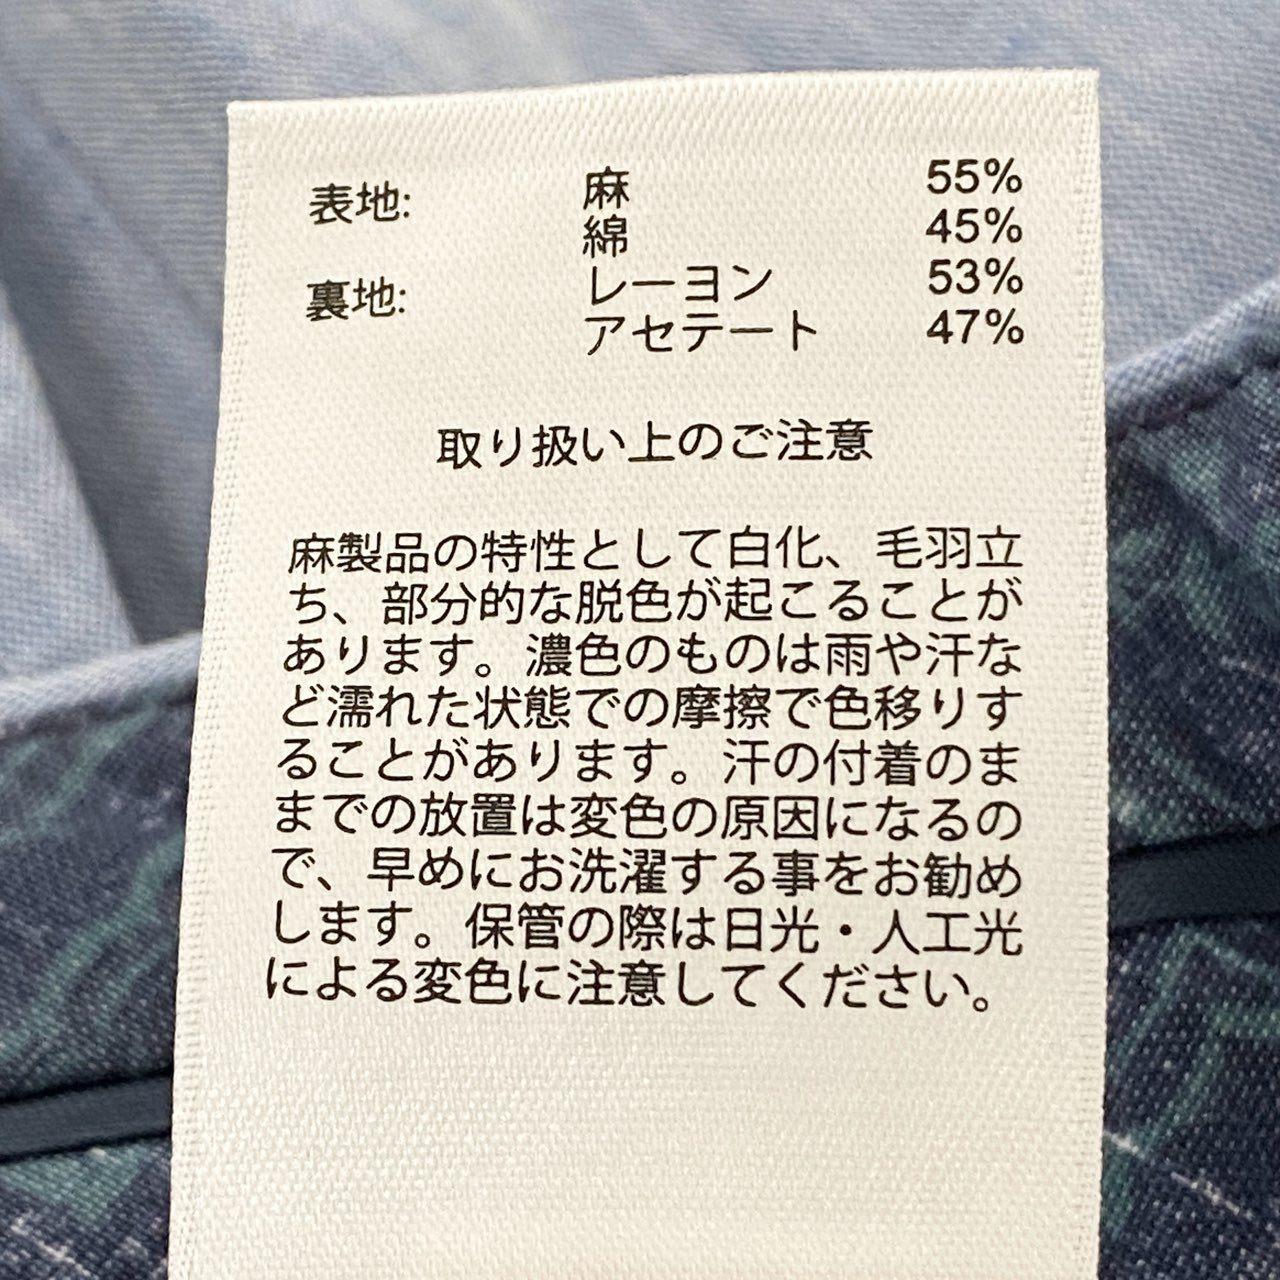 表地: 麻 55%
綿 45%
裏地: レーヨン 53%
アセテート 47%
取り扱い上のご注意
麻製品の特性として白化、毛羽立
ち、部分的な脱色が起こることが
あります。濃色のものは雨や汗な
ど濡れた状態での摩擦で色移りす
ることがあります。汗の付着のま
までの放置は変色の原因になるの
で、早めにお洗濯する事をお勧め
します。保管の際は日光・人工光
による変色に注意してください。